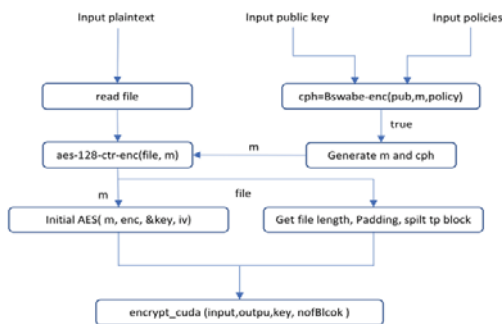 Input plaintext
Input public key
Input policies
read file
cph=Bswabe-enc(pub,m,policy)
true
aes-128-ctr-enc(file, m)
m
Generate m and cph
m
file
Initial AES( m, enc, &key, iv)
Get file length, Padding, spilt tp block
encrypt_cuda (input,outpu,key, nofBlcok )